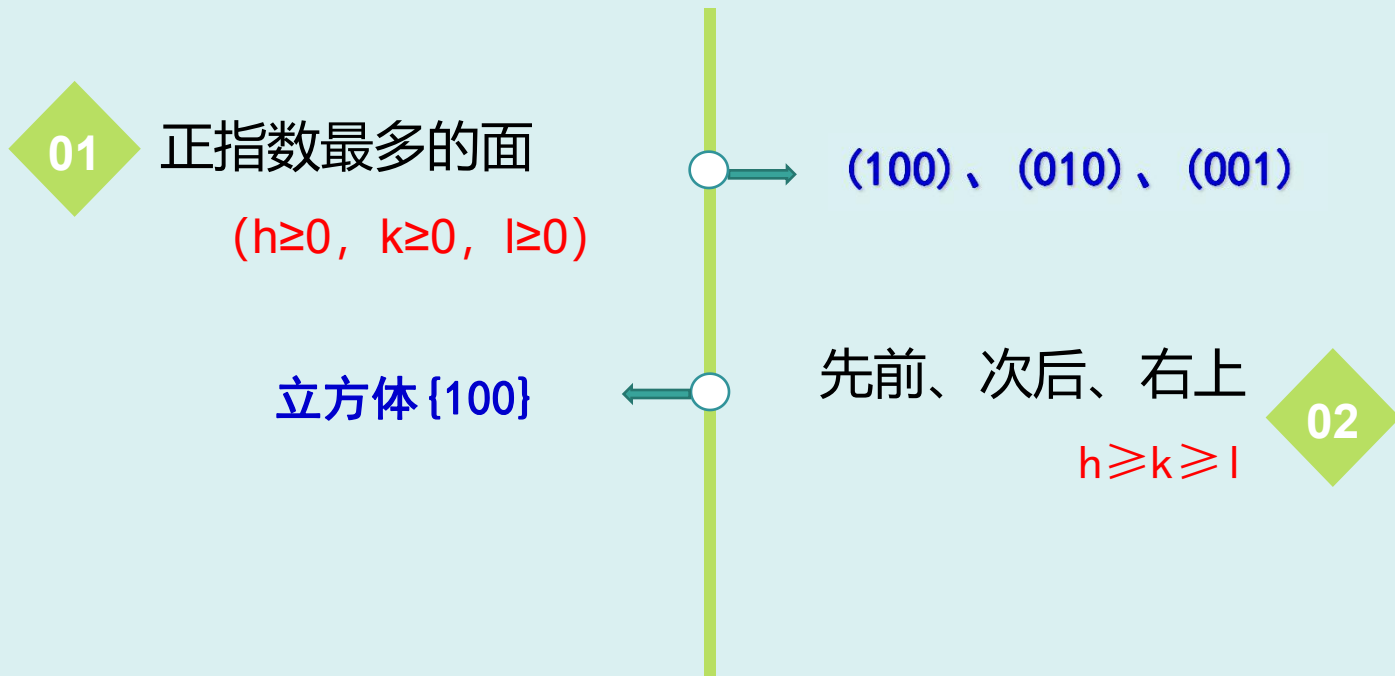 01
正指数最多的面
(h≥0，k≥0，l≥0)
(100)、(010)、(001)
先前、次后、右上
02
h≥k≥l
立方体{100}